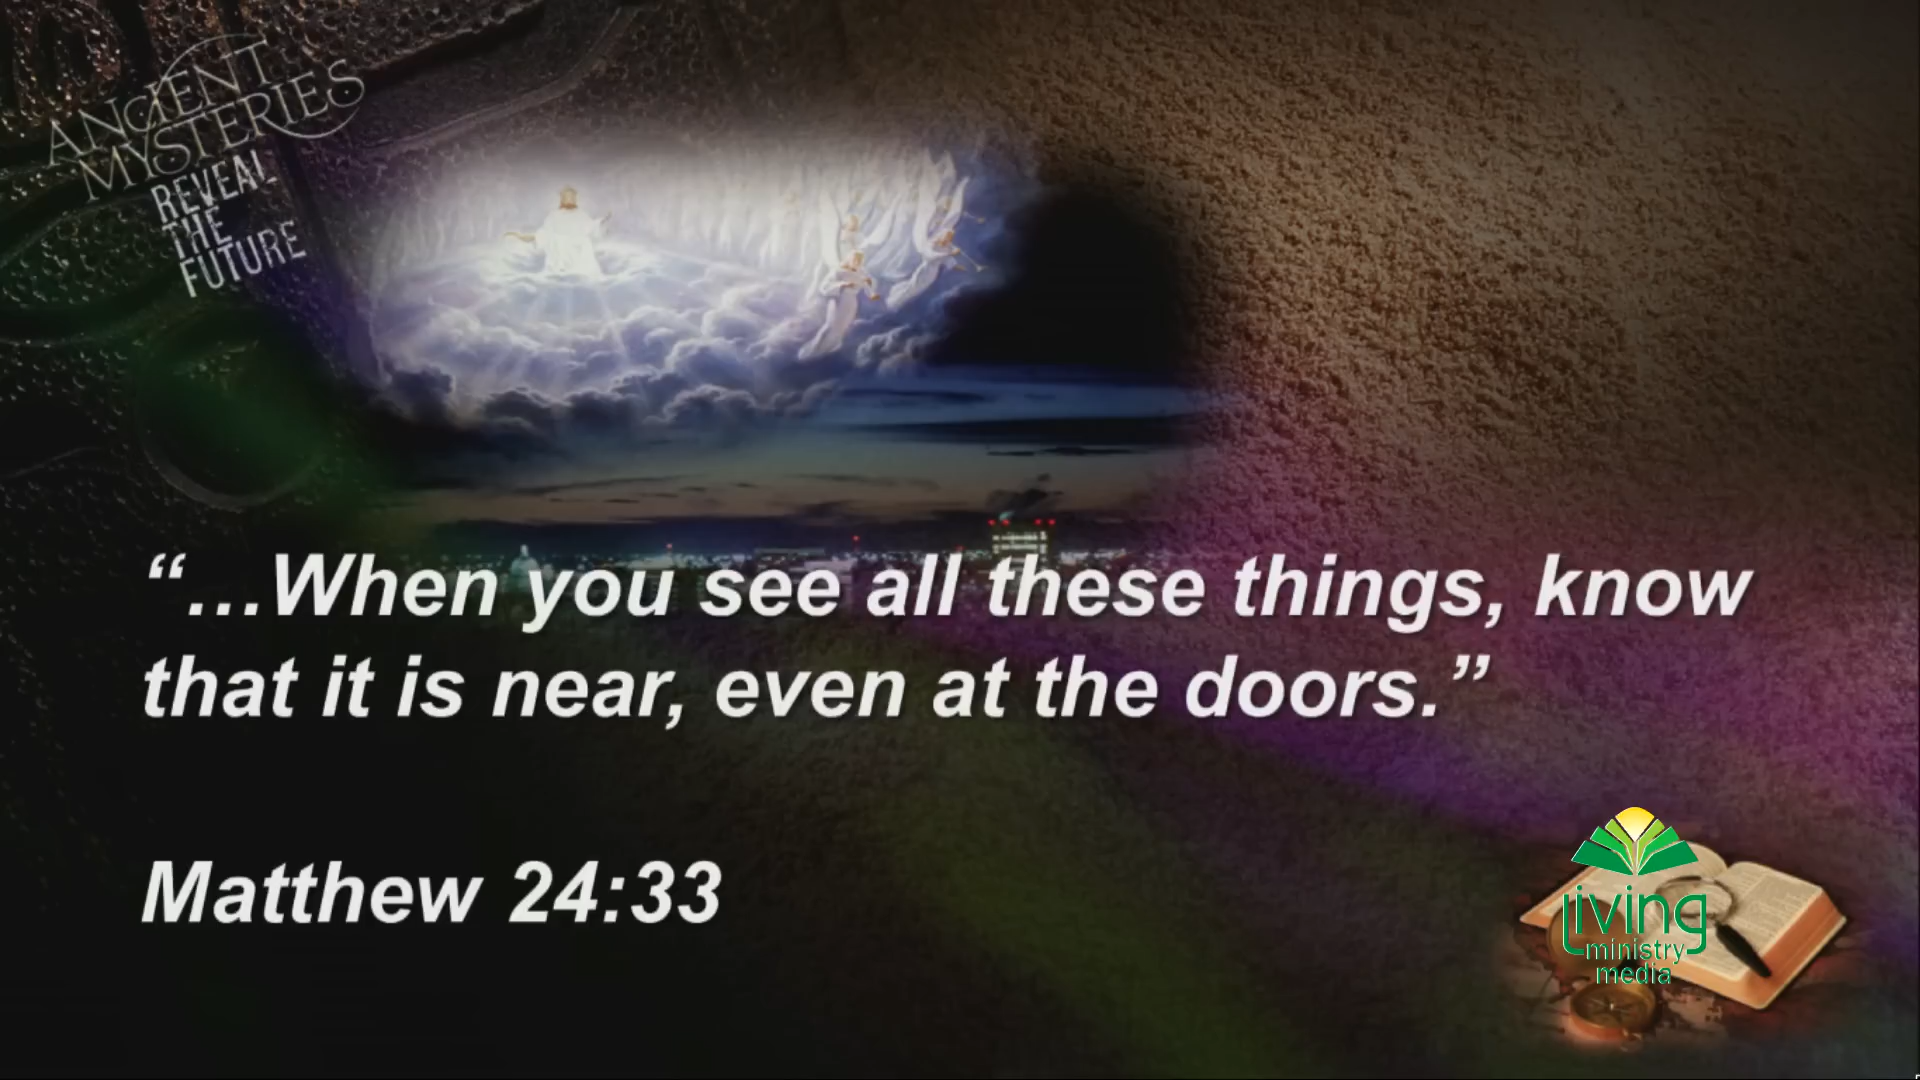 ANCIENT
MYSTERIES
REVEAL
THE
FUTURE
“…When you see all these things, know
that it is near, even at the doors.”
Matthew 24:33
Living
ministry
media